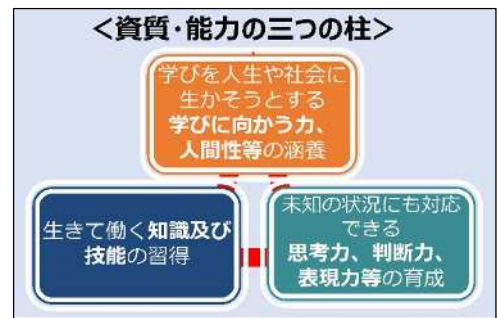 ＜資質・能力の三つの柱＞
学びを人生や社会に
生かそうとする
学びに向かう力、
人間性等の涵養
生きて働く知識及び
技能の習得
未知の状況にも対応
できる
思考力、判断力、
表現力等の育成